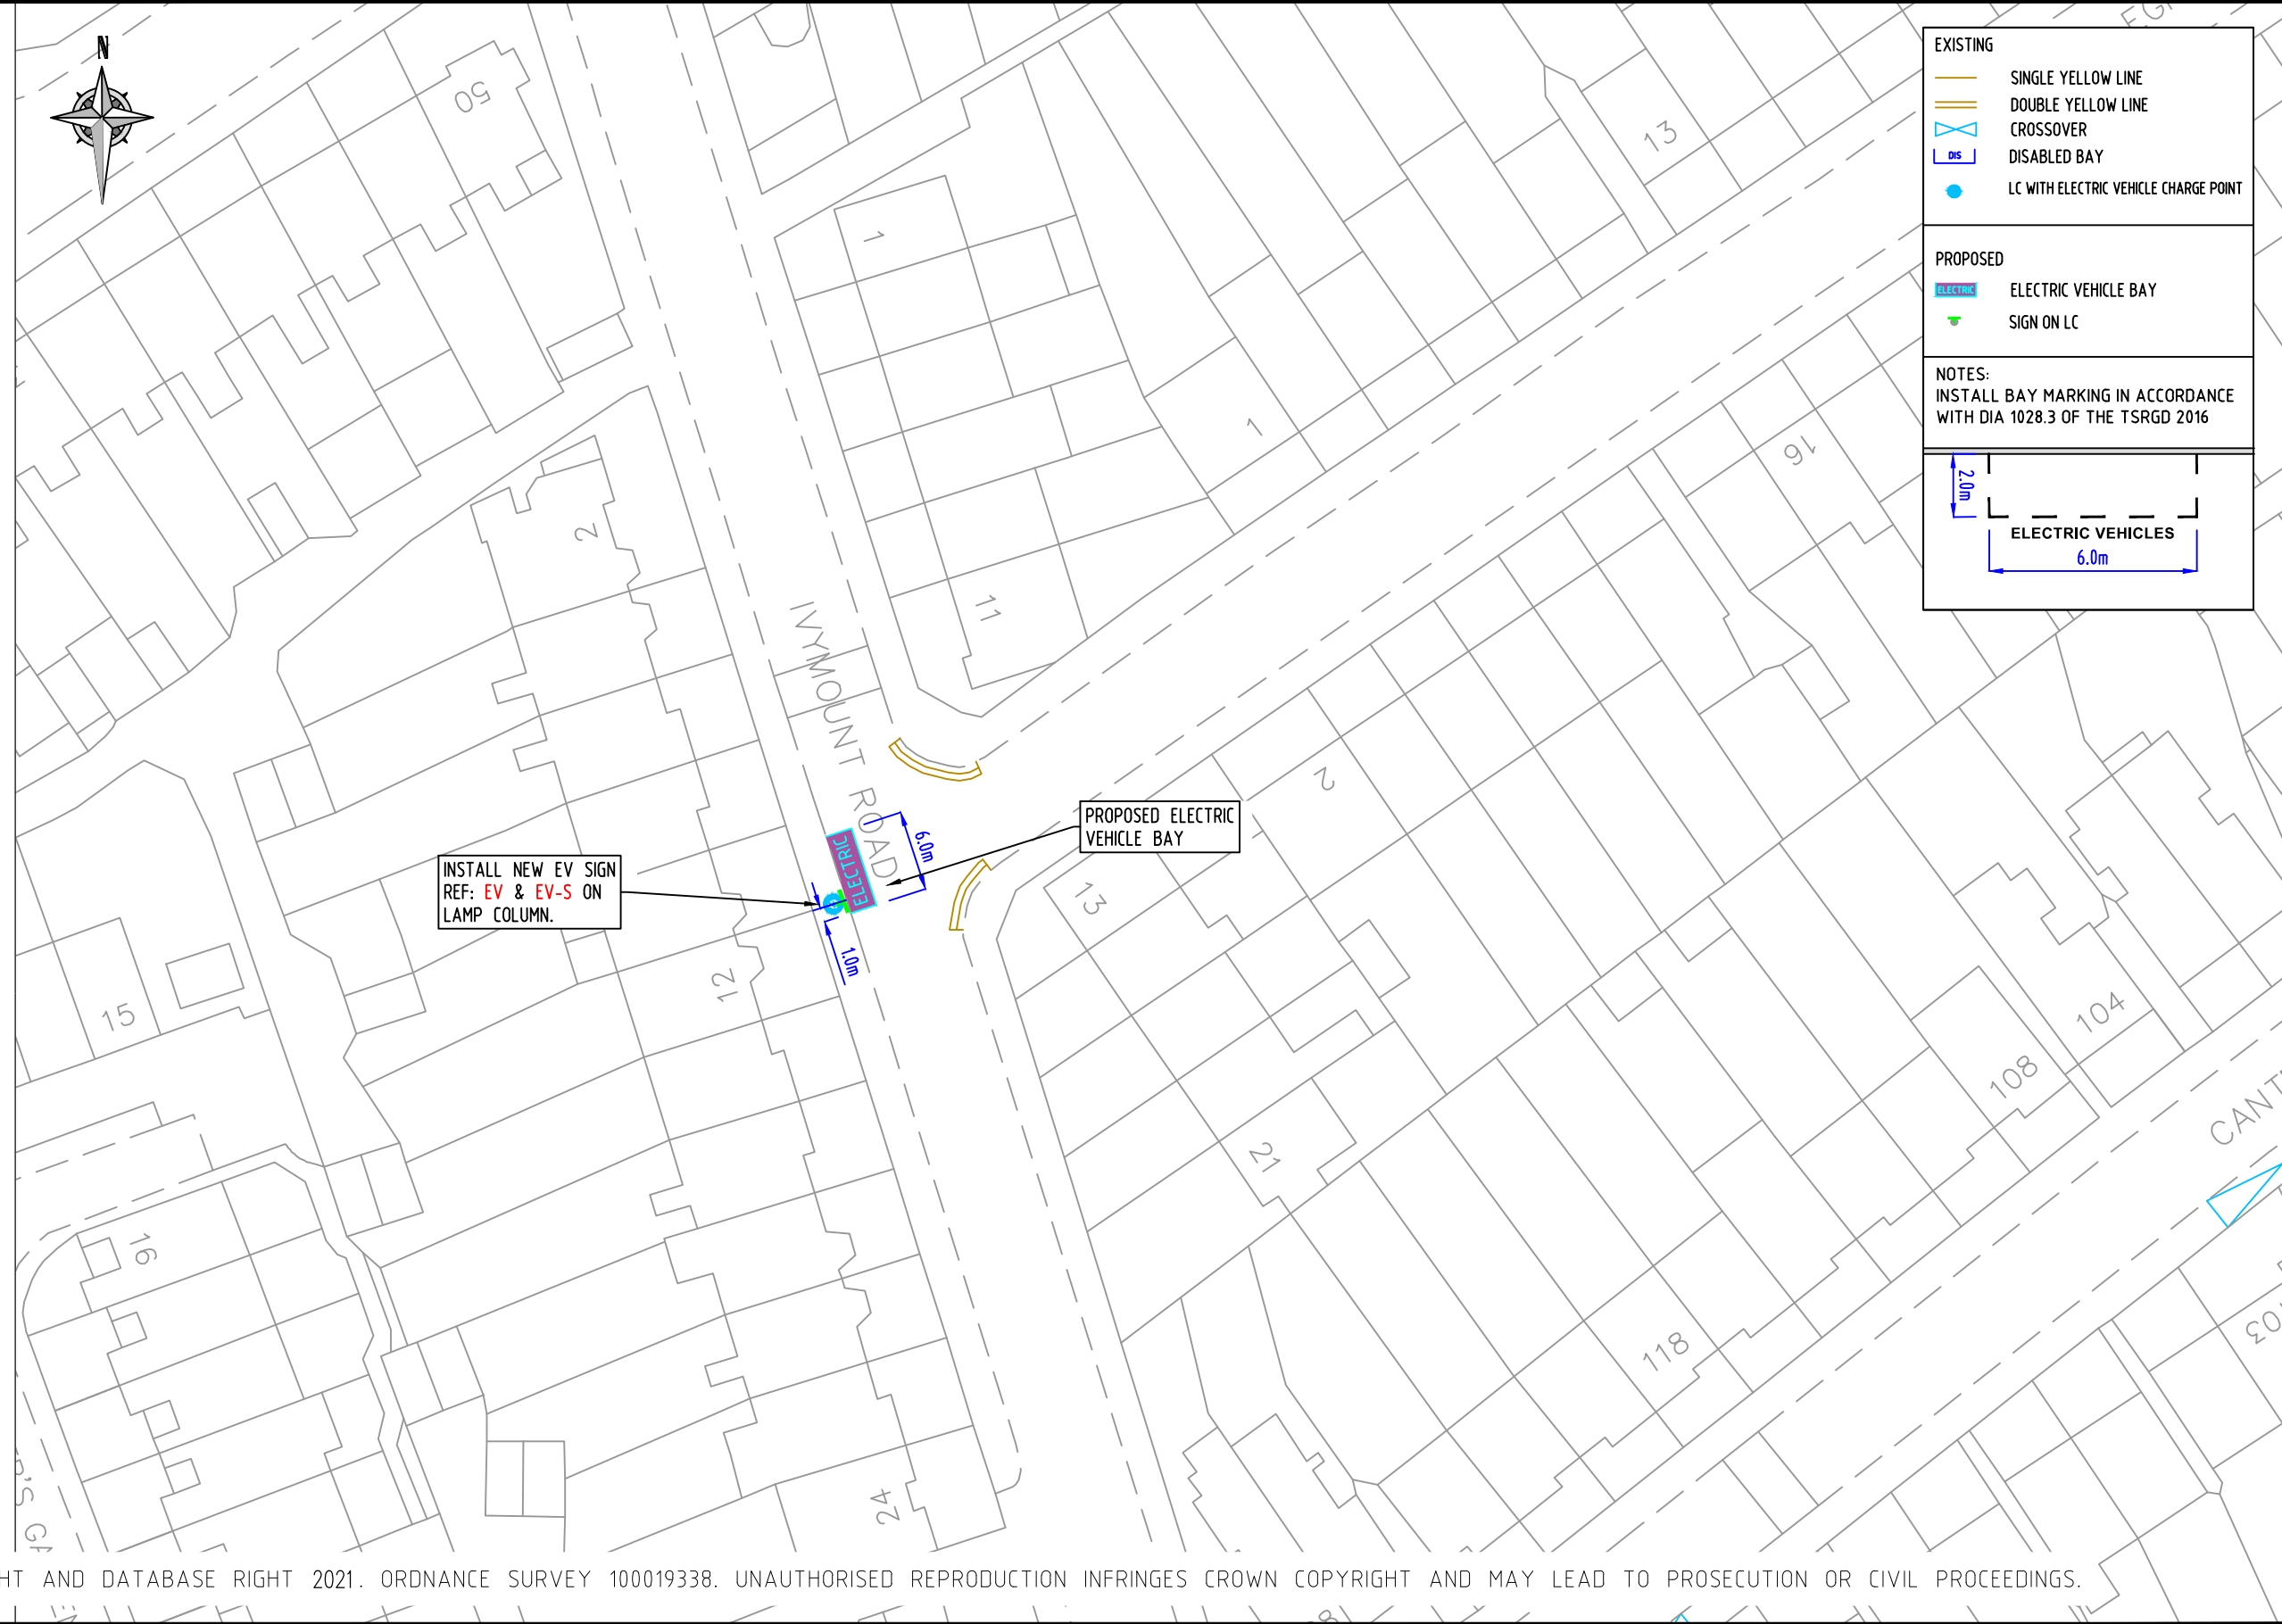 N
EXISTING
SINGLE YELLOW LINE
DOUBLE YELLOW LINE
CROSSOVER
DIS
DISABLED BAY
LC WITH ELECTRIC VEHICLE CHARGE POINT
PROPOSED
ELECTRIC
ELECTRIC VEHICLE BAY
SIGN ON LC
NOTES:
INSTALL BAY MARKING IN ACCORDANCE
WITH DIA 1028.3 OF THE TSRGD 2016
2.0m
ELECTRIC VEHICLES
6.0m
50
13
1
1
16
2
11
IVYMOUNT ROAD
2
PROPOSED ELECTRIC
VEHICLE BAY
6.0m
ELECTRIC
INSTALL NEW EV SIGN
REF: EV & EV-S ON
LAMP COLUMN.
1.0m
13
12
15
104
108
CANT
21
16
118
24
HT AND DATABASE RIGHT 2021. ORDNANCE SURVEY 100019338. UNAUTHORISED REPRODUCTION INFRINGES CROWN COPYRIGHT AND MAY LEAD TO PROSECUTION OR CIVIL PROCEEDINGS.